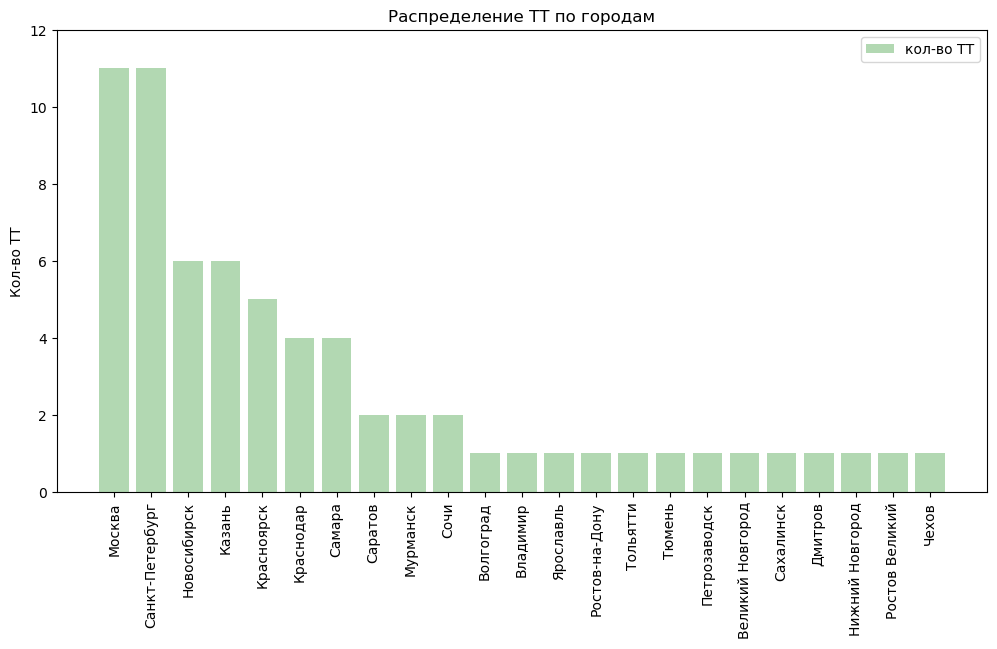 Распределение ТТ по городам
кол-во ТТ
Кол-во ТТ
12
10
8
6
4
2
0
Москва
Санкт-Петербург
Новосибирск
Казань
Красноярск
Краснодар
Самара
Саратов
Мурманск
Сочи
Волгоград
Владимир
Ярославль
Ростов-на-Дону
Тольятти
Тюмень
Петрозаводск
Великий Новгород
Сахалинск
Дмитров
Нижний Новгород
Ростов Великий
Чехов